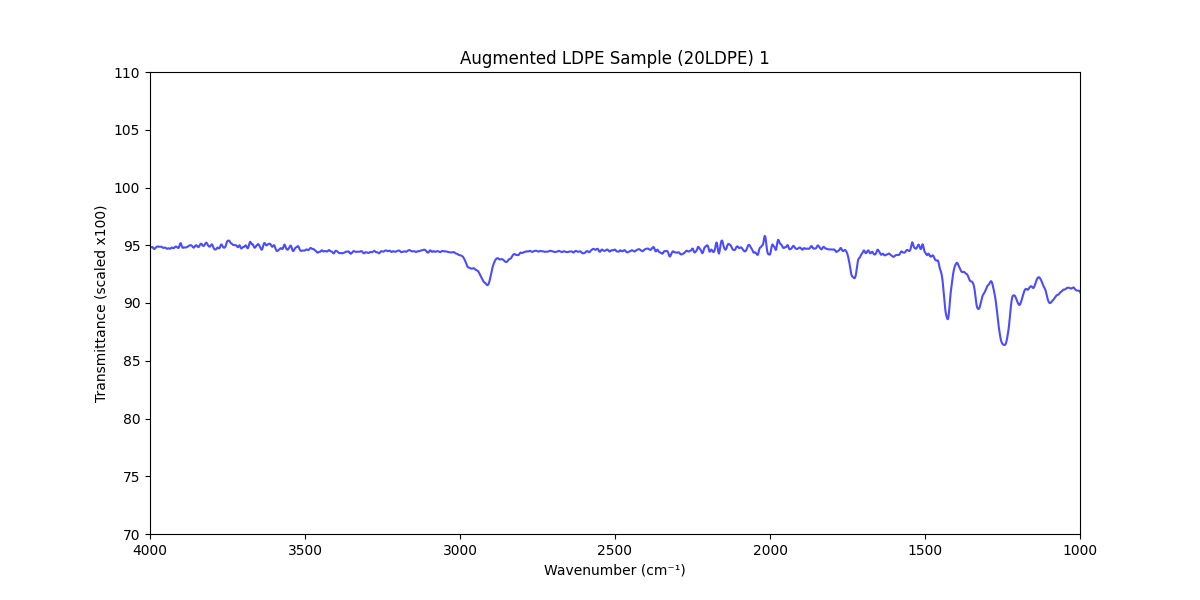 Augmented LDPE Sample (20LDPE) 1
110
105
100
95
90
85
80
75
70
Transmittance (scaled x100)
4000 3500 3000 2500 2000 1500 1000
Wavenumber (cm⁻¹)